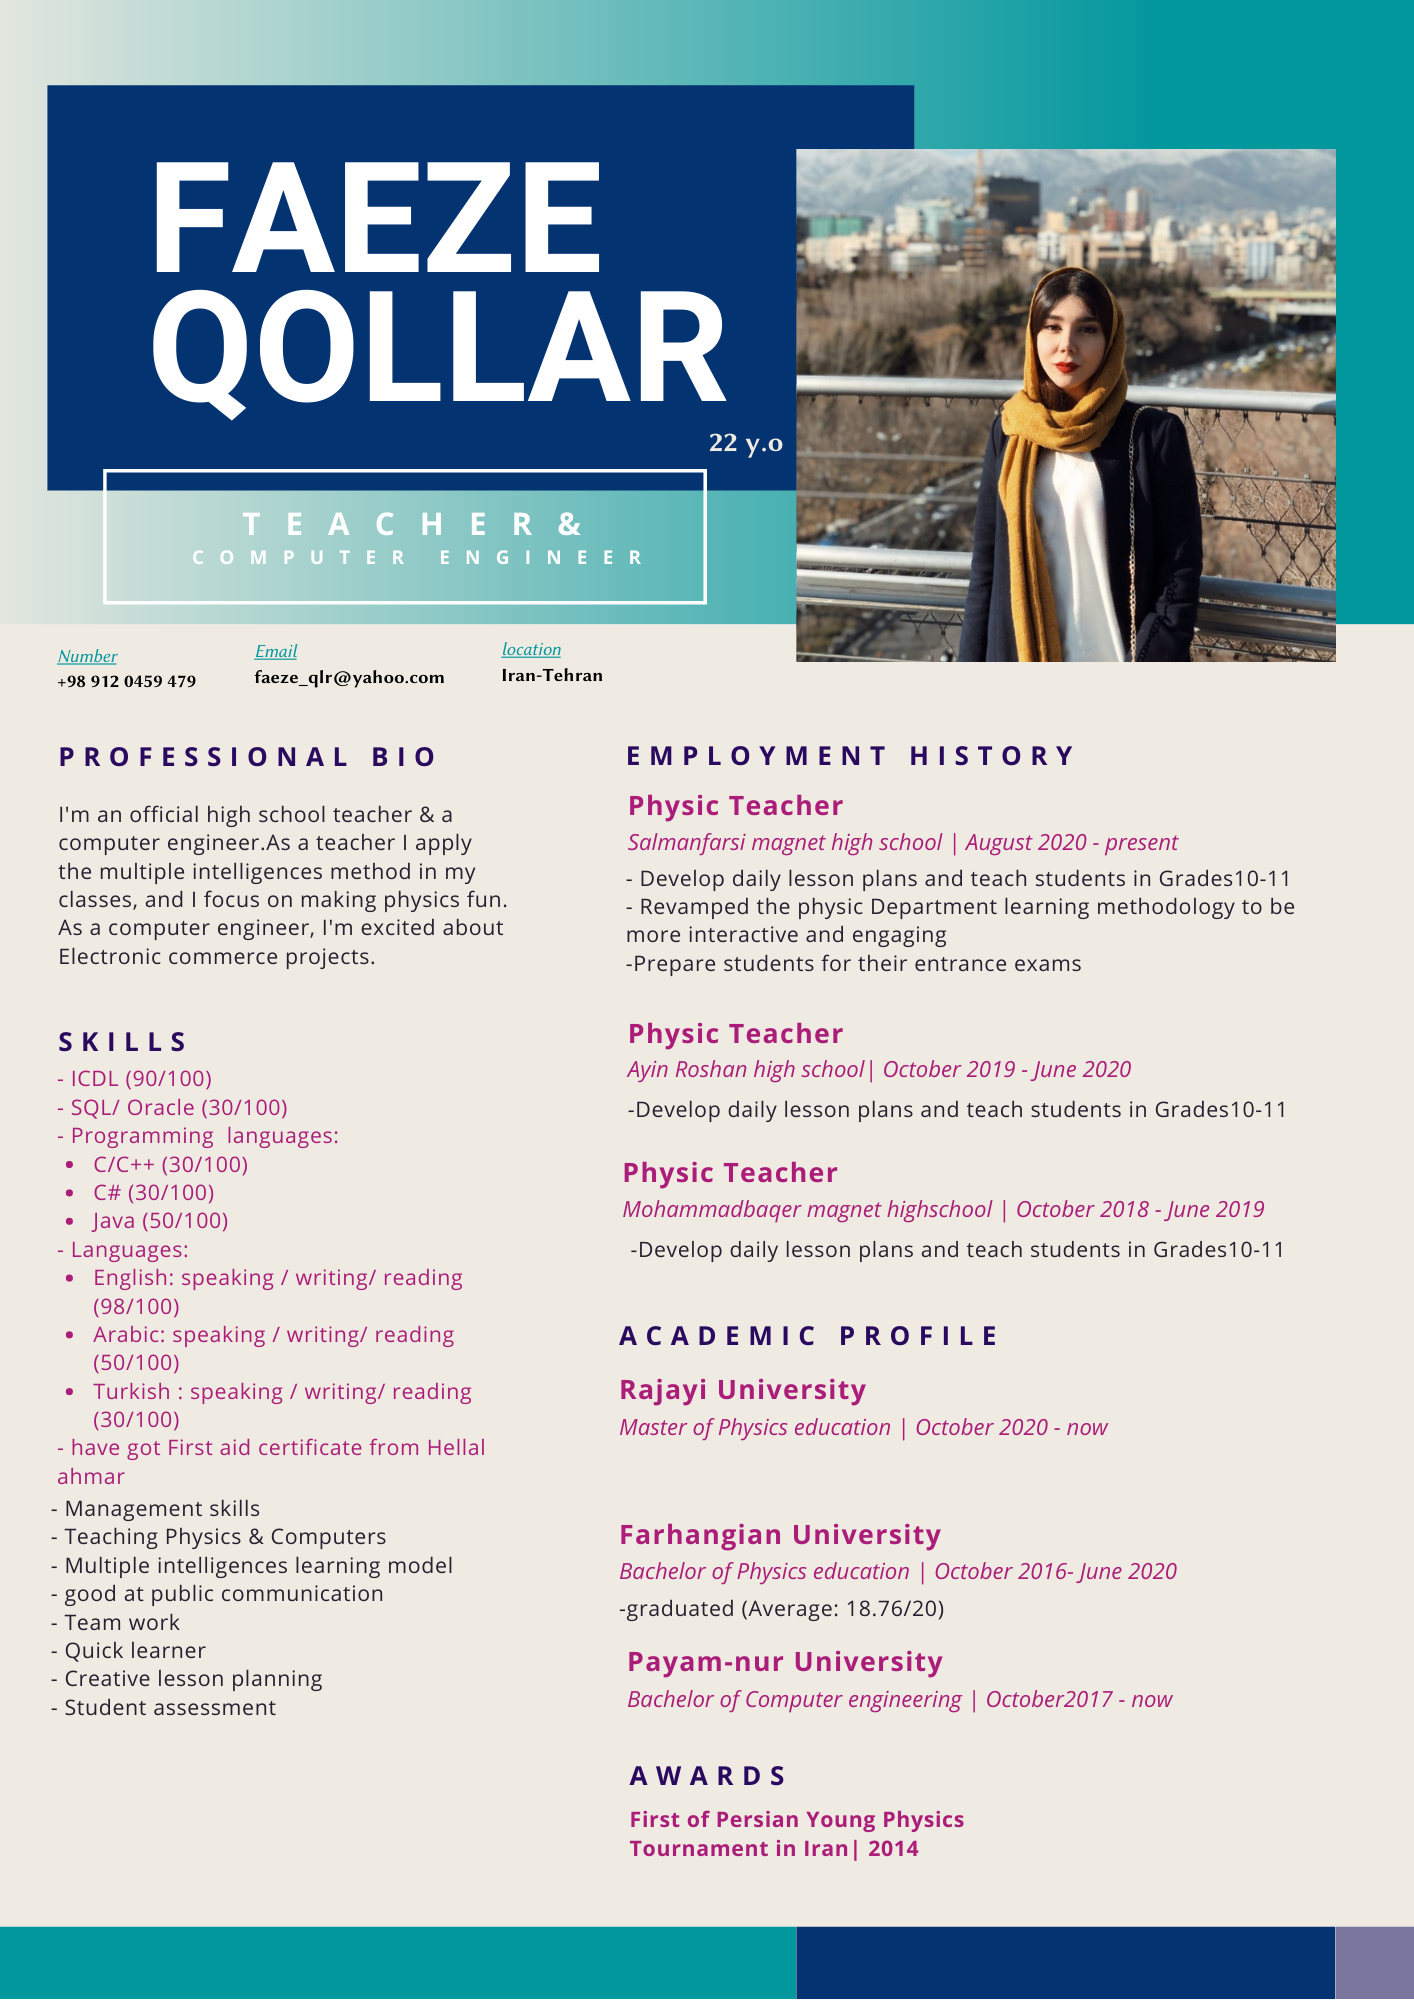 FAEZE
QOLLAR
22 y.o
TEACHER&
COMPUTER ENGINEER
Number
+98 912 0459 479
Email
faeze_qlr@yahoo.com
location
Iran-Tehran
PROFESSIONAL BIO
I'm an official high school teacher & a
computer engineer.As a teacher I apply
the multiple intelligences method in my
classes, and I focus on making physics fun.
As a computer engineer, I'm excited about
Electronic commerce projects.
SKILLS
- ICDL (90/100)
- SQL/ Oracle (30/100)
- Programming  languages:
• C/C++ (30/100)
• C# (30/100)
• Java (50/100)
- Languages:
• English: speaking / writing/ reading
(98/100)
• Arabic: speaking / writing/ reading
(50/100)
• Turkish : speaking / writing/ reading
(30/100)
- have got First aid certificate from Hellal
ahmar
- Management skills
- Teaching Physics & Computers
- Multiple intelligences learning model
- good at public communication
- Team work
- Quick learner
- Creative lesson planning
- Student assessment
EMPLOYMENT HISTORY
Physic Teacher
Salmanfarsi magnet high school | August 2020 - present
- Develop daily lesson plans and teach students in Grades10-11
- Revamped the physic Department learning methodology to be
more interactive and engaging
-Prepare students for their entrance exams
Physic Teacher
Ayin Roshan high school| October 2019 - June 2020
-Develop daily lesson plans and teach students in Grades10-11
Physic Teacher
Mohammadbaqer magnet highschool | October 2018 - June 2019
-Develop daily lesson plans and teach students in Grades10-11
ACADEMIC PROFILE
Rajayi University
Master of Physics education | October 2020 - now
Farhangian University
Bachelor of Physics education | October 2016- June 2020
-graduated (Average: 18.76/20)
Payam-nur University
Bachelor of Computer engineering | October2017 - now
AWARDS
First of Persian Young Physics
Tournament in Iran| 2014